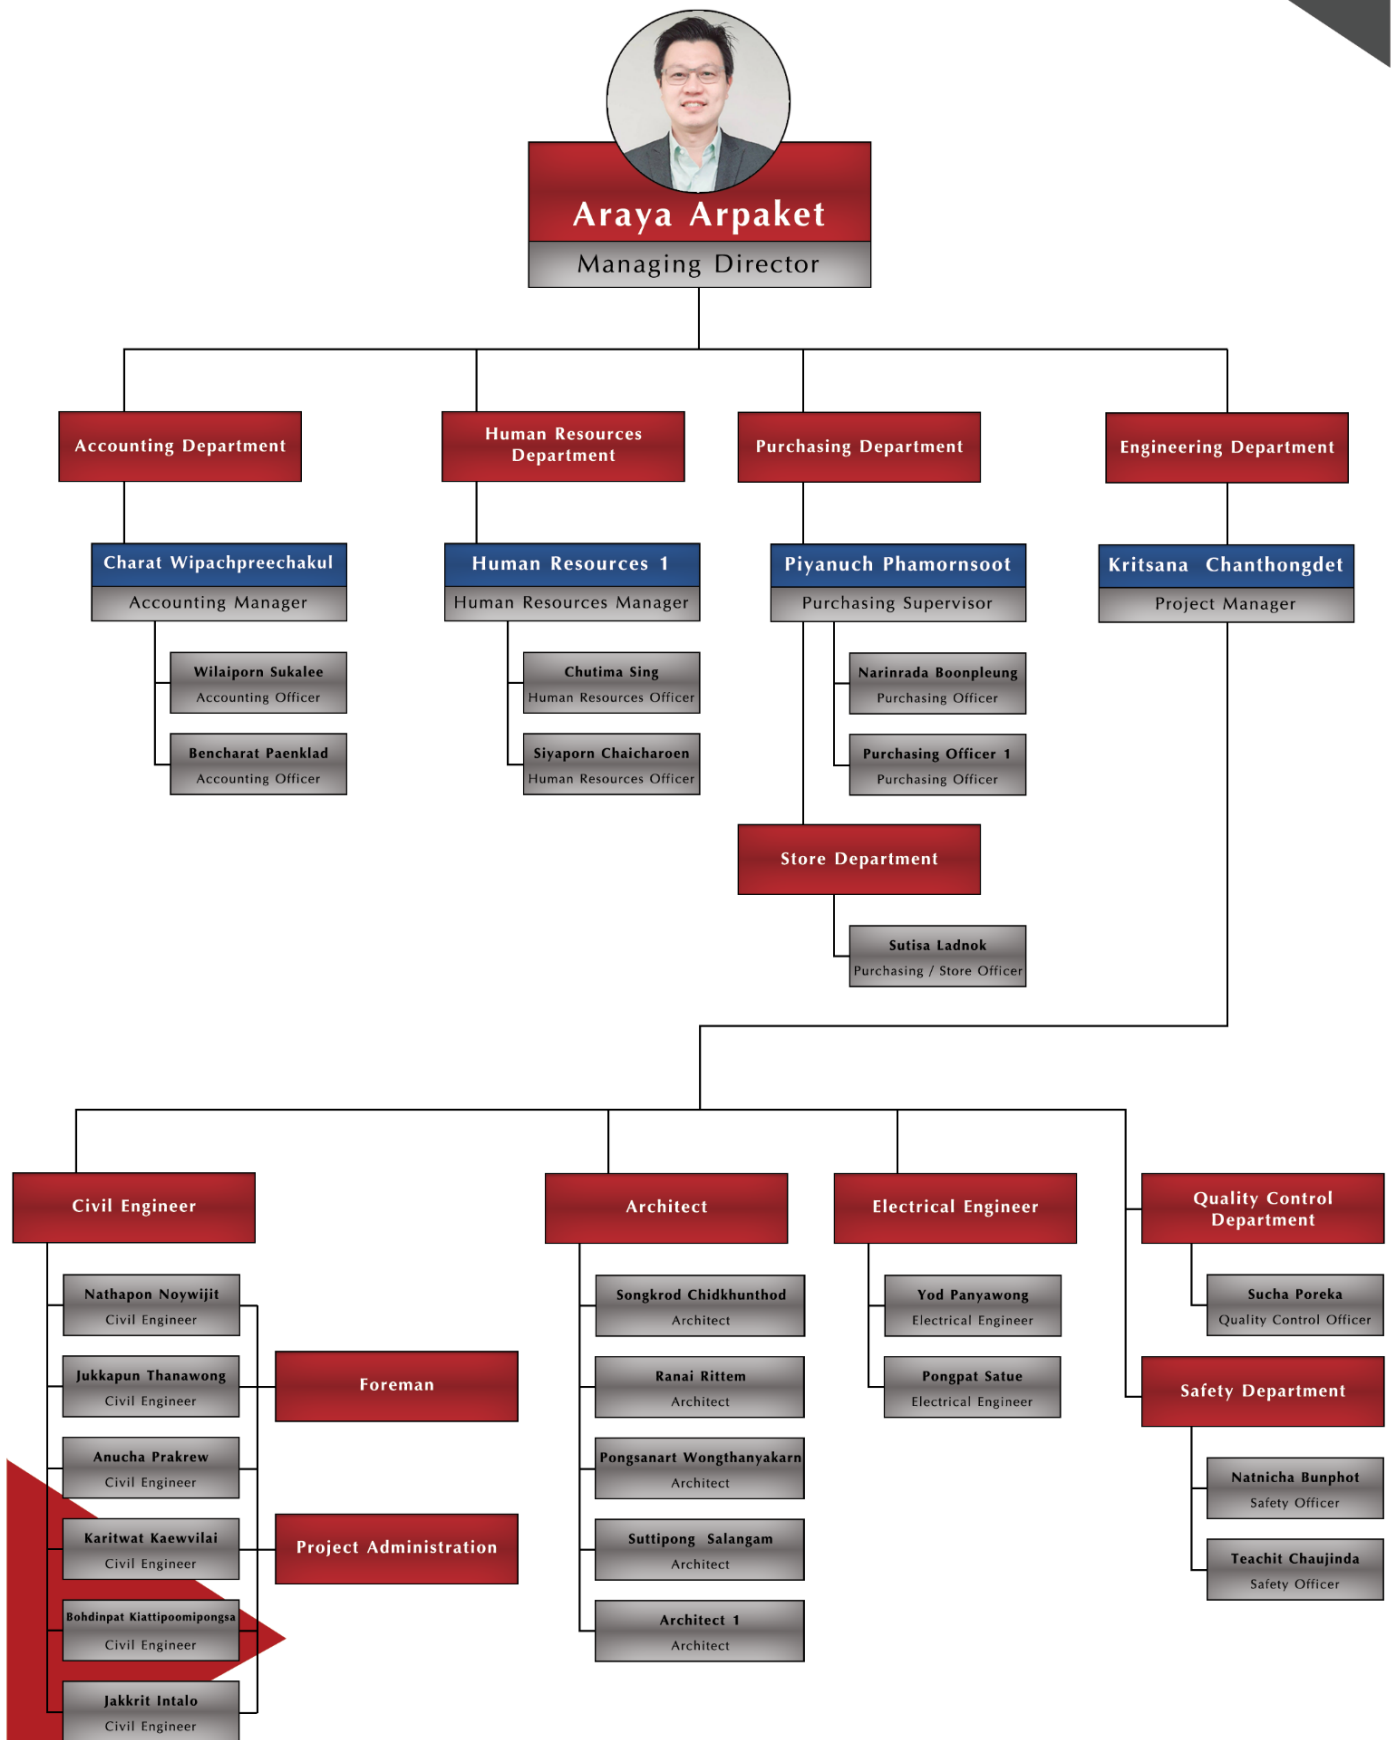 Araya Arpaket
Managing Director
Accounting Department
Human Resources
Department
Purchasing Department
Engineering Department
Charat Wipachpreechakul
Accounting Manager
Human Resources 1
Human Resources Manager
Piyanuch Phamornsoot
Purchasing Supervisor
Kritsana Chanthongdet
Project Manager
Wilaiporn Sukalee
Accounting Officer
Bencharat Paenklad
Accounting Officer
Chutima Sing
Human Resources Officer
Siyaporn Chaicharoen
Human Resources Officer
Narinrada Boonpleung
Purchasing Officer
Purchasing Officer 1
Purchasing Officer
Store Department
Sutisa Ladnok
Purchasing / Store Officer
Civil Engineer
Nathapon Noywijit
Civil Engineer
Jukkapun Thanawong
Civil Engineer
Anucha Prakrew
Civil Engineer
Karitwat Kaewvilai
Civil Engineer
Bohdinpat Kiattipoomipongsa
Civil Engineer
Jakkrit Intalo
Civil Engineer
Foreman
Project Administration
Architect
Songkrod Chidkhunthod
Architect
Ranai Rittem
Architect
Pongsanart Wongthanyakarn
Architect
Suttipong Salangam
Architect
Architect 1
Architect
Electrical Engineer
Yod Panyawong
Electrical Engineer
Pongpat Satue
Electrical Engineer
Quality Control
Department
Sucha Poreka
Quality Control Officer
Safety Department
Natnicha Bunphot
Safety Officer
Teachit Chaujinda
Safety Officer